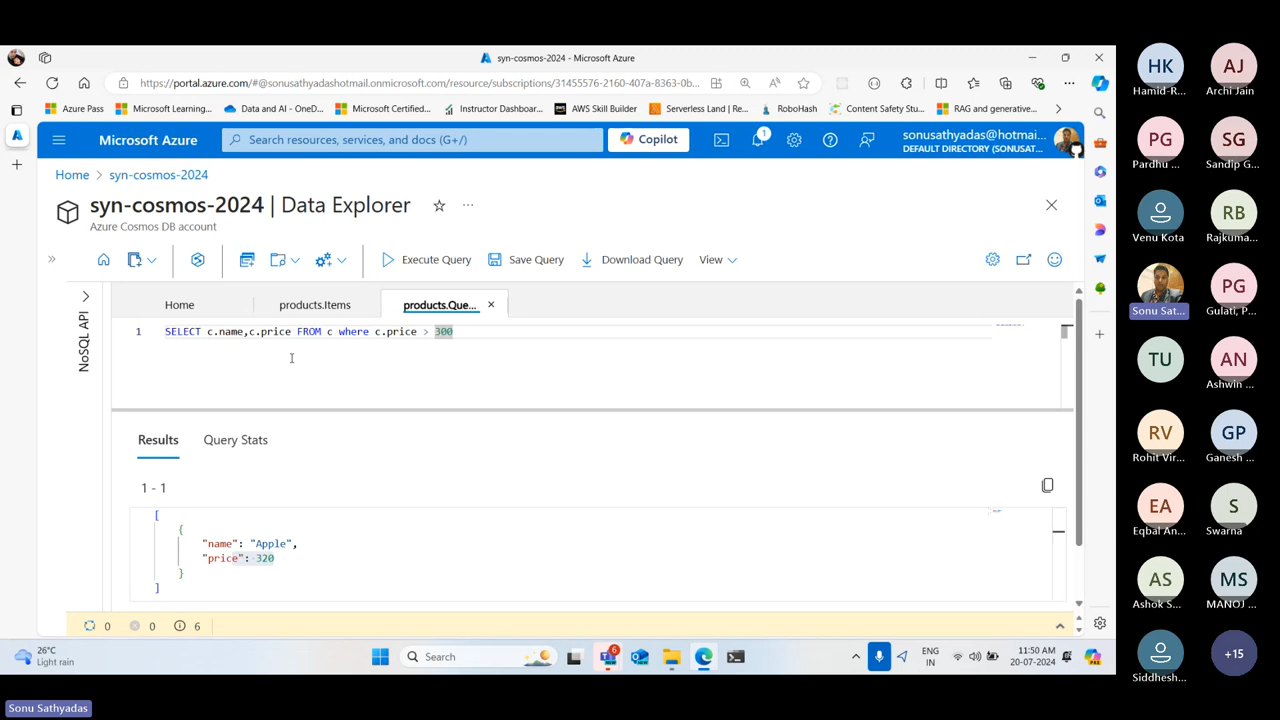 syn-cosmos-2024 - Microsoft Azure
https://portal.azure.com/#@sonusathyadashotmail.onmicrosoft.com/resource/subscriptions/31455576-2160-407a-8363-0b...
Azure Pass
Microsoft Learning...
Data and AI - OneD...
Microsoft Certified...
Instructor Dashboar...
AWS Skill Builder
Serverless Land | Re...
RoboHash
Content Safety Stu...
RAG and generative...
Microsoft Azure
Search resources, services, and docs (G+/)
Copilot
1
sonusathyadas@hotmai...
DEFAULT DIRECTORY (SONUSAT...
Home > syn-cosmos-2024
syn-cosmos-2024 | Data Explorer
Azure Cosmos DB account
Execute Query
Save Query
Download Query
View
NoSQL API
Home
products.Items
products.Que...
1 SELECT c.name,c.price FROM c where c.price > 300
Results
Query Stats
1 - 1
[
{
"name": "Apple",
"price": 320
}
]
0
0
6
26°C
Light rain
Search
6
ENG
IN
11:50 AM
20-07-2024
Sonu Sathyadas
HK
Hamid-R...
AJ
Archi Jain
PG
Pardhu ...
SG
Sandip G...
Venu Kota
RB
Rajkuma...
Sonu Sat...
PG
Gulati, P...
TU
AN
Ashwin ...
RV
Rohit Vir...
GP
Ganesh ...
EA
Eqbal An...
S
Swarna
AS
Ashok S...
MS
MANOJ ...
Siddhesh...
+15